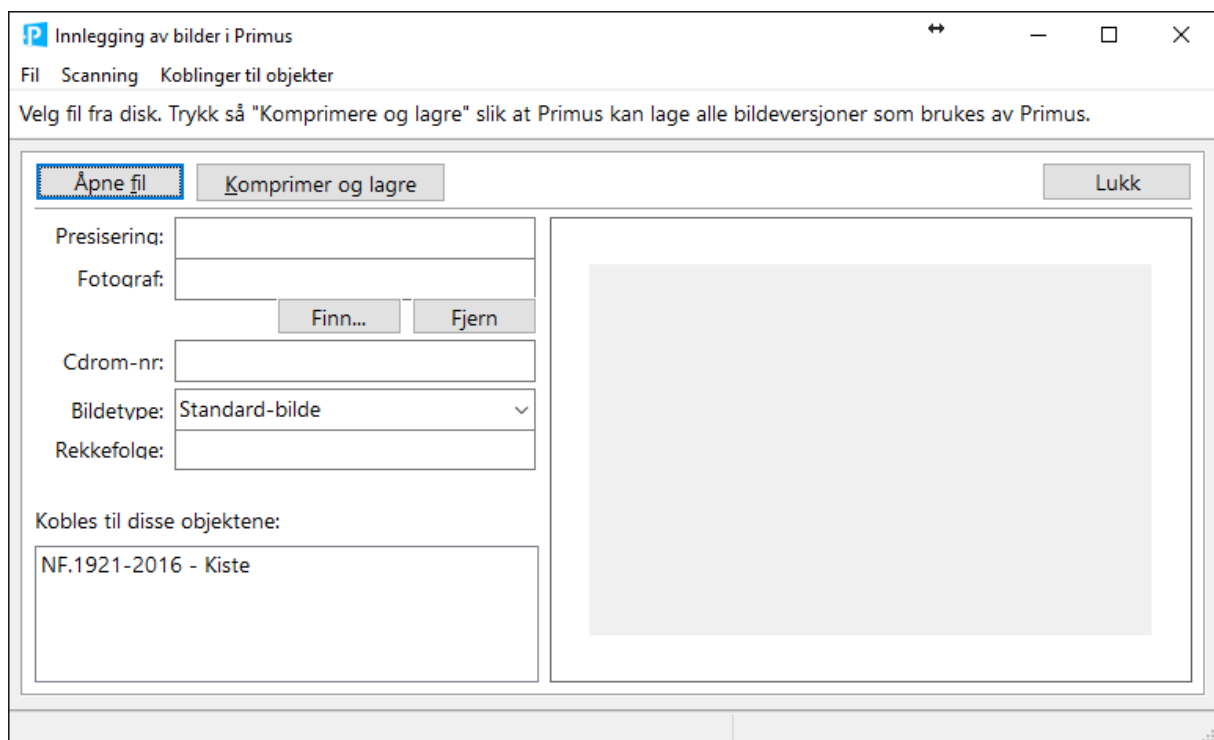 Innlegging av bilder i Primus
Fil Scanning Koblinger til objekter
Velg fil fra disk. Trykk så "Komprimere og lagre" slik at Primus kan lage alle bildeversjoner som brukes av Primus.
Åpne fil Komprimer og lagre Lukk
Presisering:
Fotograf:
Finn... Fjern
Cdrom-nr:
Bildetype: Standard-bilde
Rekkefolge:
Kobles til disse objektene:
NF.1921-2016 - Kiste